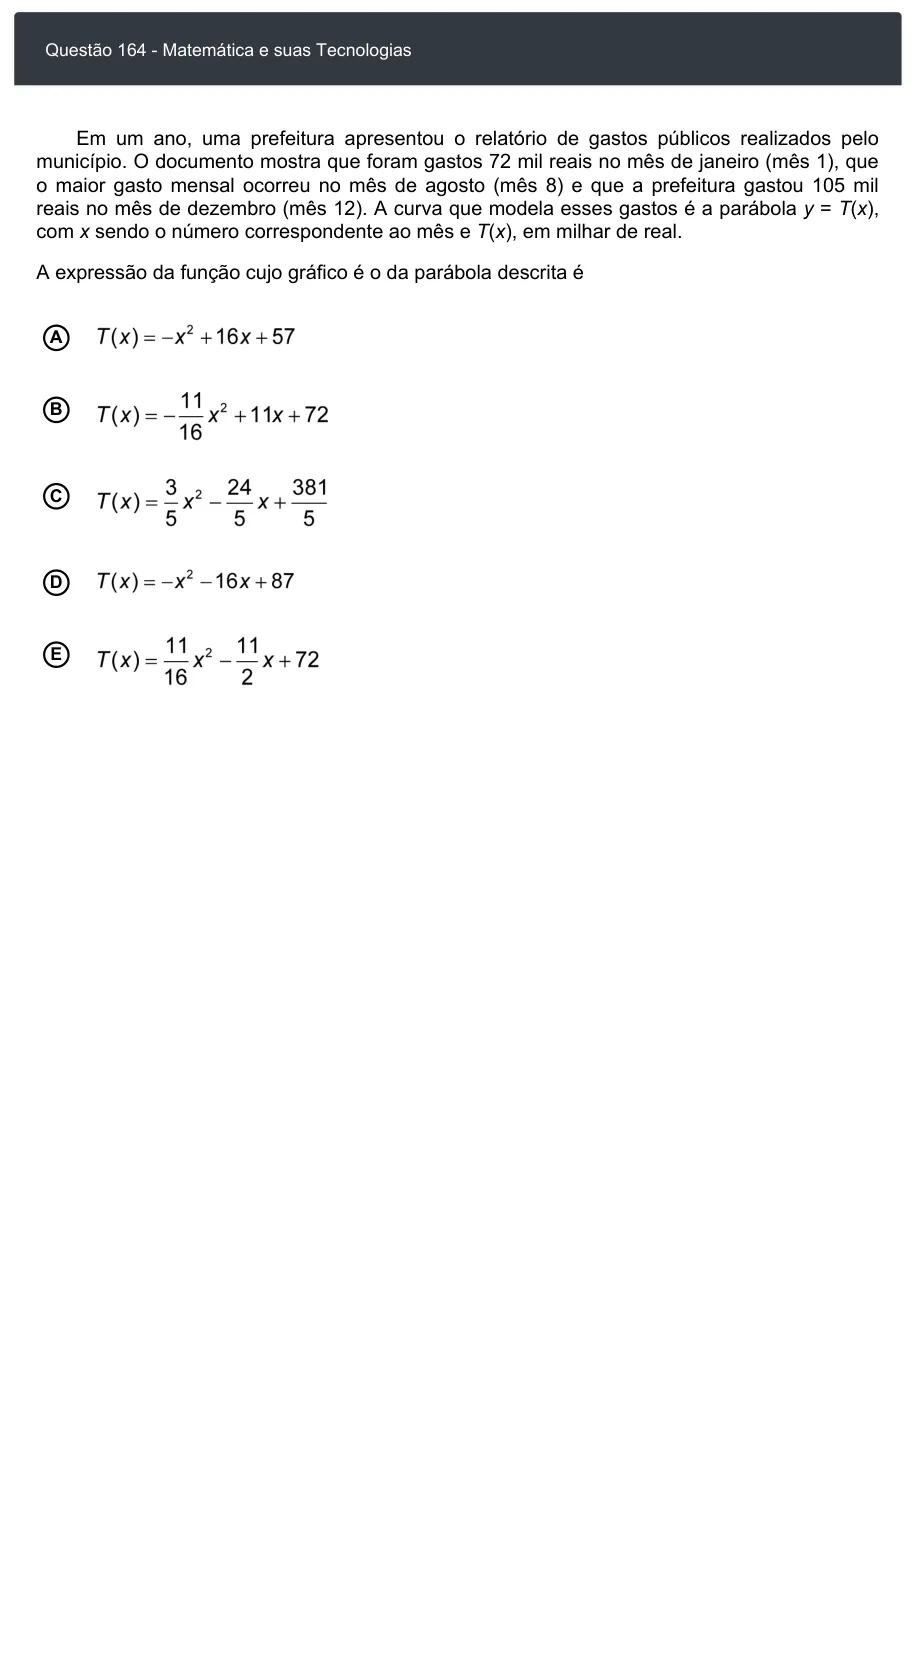 Questão 164 - Matemática e suas Tecnologias
Em um ano, uma prefeitura apresentou o relatório de gastos públicos realizados pelo
município. O documento mostra que foram gastos 72 mil reais no mês de janeiro (mês 1), que
o maior gasto mensal ocorreu no mês de agosto (mês 8) e que a prefeitura gastou 105 mil
reais no mês de dezembro (mês 12). A curva que modela esses gastos é a parábola y = T(x),
com x sendo o número correspondente ao mês e T(x), em milhar de real.
A expressão da função cujo gráfico é o da parábola descrita é
A T(x) = −x² + 16x + 57
B T(x) = −11/16 x² + 11x + 72
C T(x) = 3/5 x² − 24/5 x + 381/5
D T(x) = −x² − 16x + 87
E T(x) = 11/16 x² − 11/2 x + 72